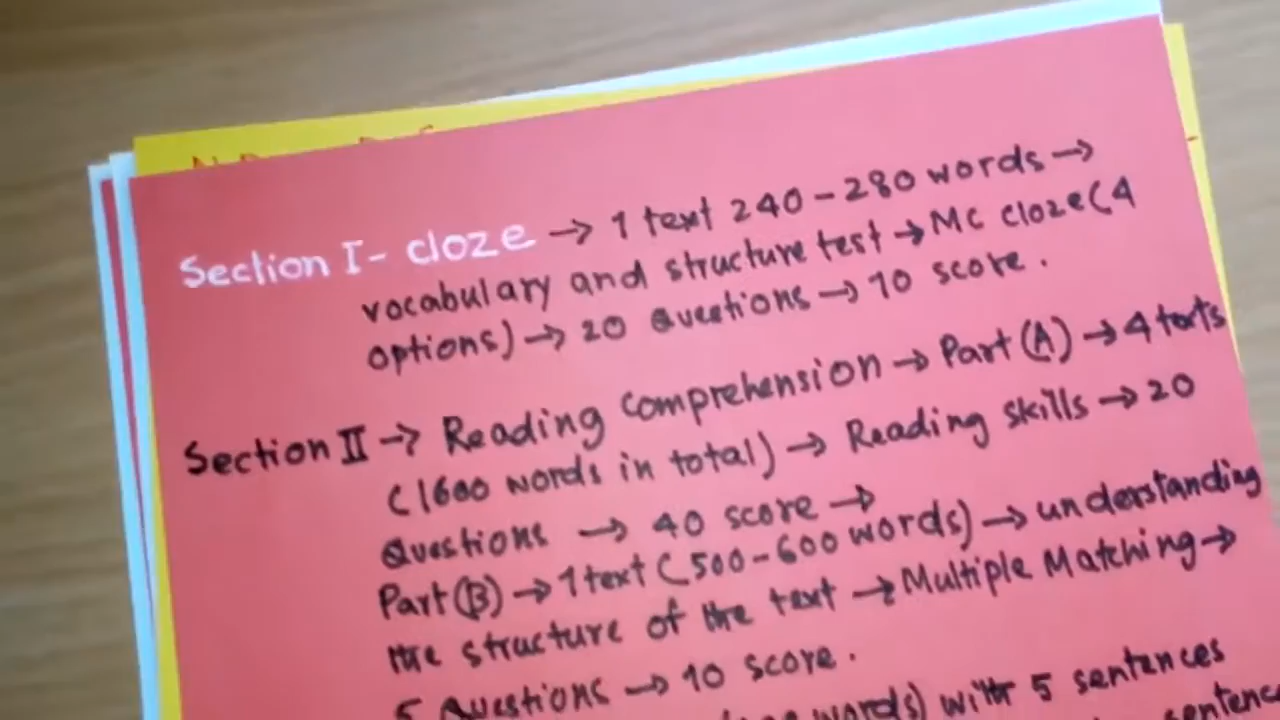 Section I - cloze → 1 text 240-280 words →
vocabulary and structure test → MC cloze (4
options) → 20 Questions → 10 score.
Section II → Reading Comprehension → Part (A) → 4 texts
(1600 words in total) → Reading skills → 20
Questions → 40 score →
Part (B) → 1 text (500-600 words) → understanding
the structure of the text → Multiple Matching →
5 Questions → 10 score.
words) with 5 sentences